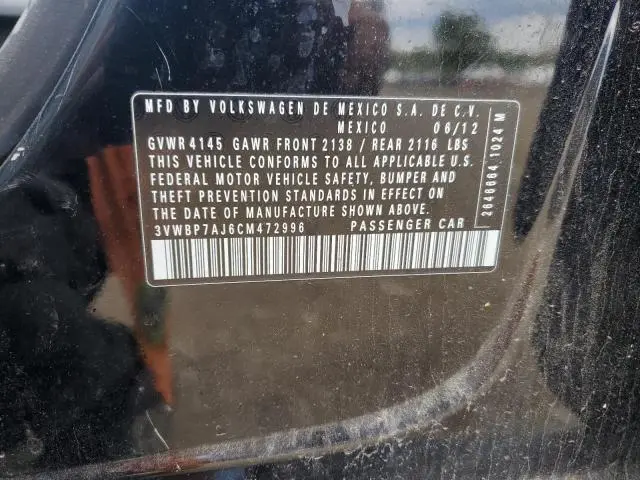 MFD BY VOLKSWAGEN DE MEXICO S.A. DE C.V.
MEXICO 06/12
GVWR 4145 GAWR FRONT 2138 / REAR 2116 LBS
THIS VEHICLE CONFORMS TO ALL APPLICABLE U.S.
FEDERAL MOTOR VEHICLE SAFETY, BUMPER AND
THEFT PREVENTION STANDARDS IN EFFECT ON
THE DATE OF MANUFACTURE SHOWN ABOVE.
3VWBP7AJ6CM472996 PASSENGER CAR
2646664 1024 M